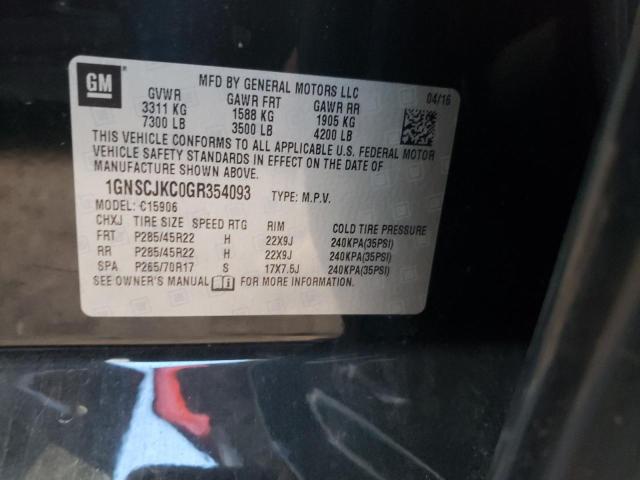 GM
MFD BY GENERAL MOTORS LLC
04/16
GVWR GAWR FRT GAWR RR
3311 KG 1588 KG 1905 KG
7300 LB 3500 LB 4200 LB
THIS VEHICLE CONFORMS TO ALL APPLICABLE U.S. FEDERAL MOTOR
VEHICLE SAFETY STANDARDS IN EFFECT ON THE DATE OF
MANUFACTURE SHOWN ABOVE.
1GNSCJKC0GR354093 TYPE: M.P.V.
MODEL: C15906
CHXJ TIRE SIZE SPEED RTG RIM COLD TIRE PRESSURE
FRT P285/45R22 H 22X9J 240KPA(35PSI)
RR P285/45R22 H 22X9J 240KPA(35PSI)
SPA P265/70R17 S 17X7.5J 240KPA(35PSI)
SEE OWNER'S MANUAL FOR MORE INFORMATION.